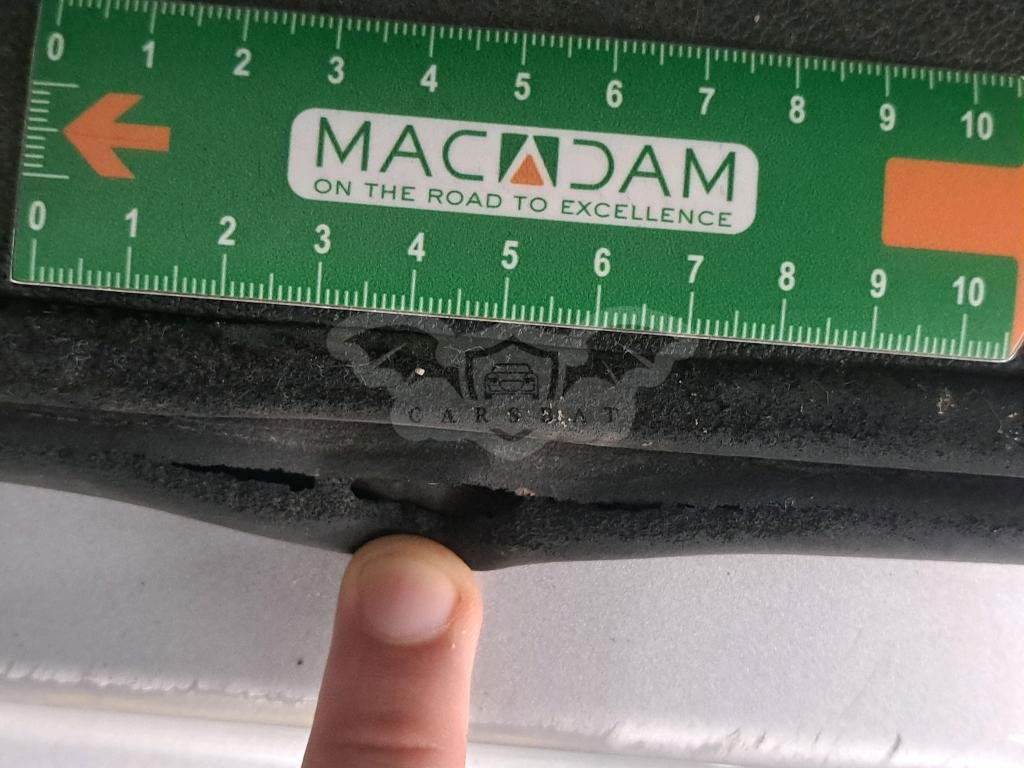 0 1 2 3 4 5 6 7 8 9 10
MACADAM
ON THE ROAD TO EXCELLENCE
0 1 2 3 4 5 6 7 8 9 10
CARSBAT